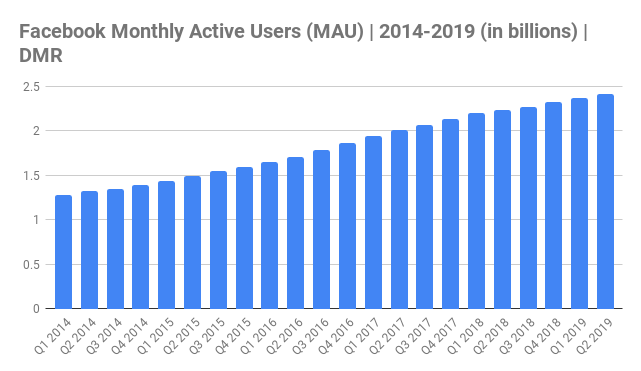 Facebook Monthly Active Users (MAU) | 2014-2019 (in billions) |
DMR
2.5
2
1.5
1
0.5
0
Q1 2014
Q2 2014
Q3 2014
Q4 2014
Q1 2015
Q2 2015
Q3 2015
Q4 2015
Q1 2016
Q2 2016
Q3 2016
Q4 2016
Q1 2017
Q2 2017
Q3 2017
Q4 2017
Q1 2018
Q2 2018
Q3 2018
Q4 2018
Q1 2019
Q2 2019